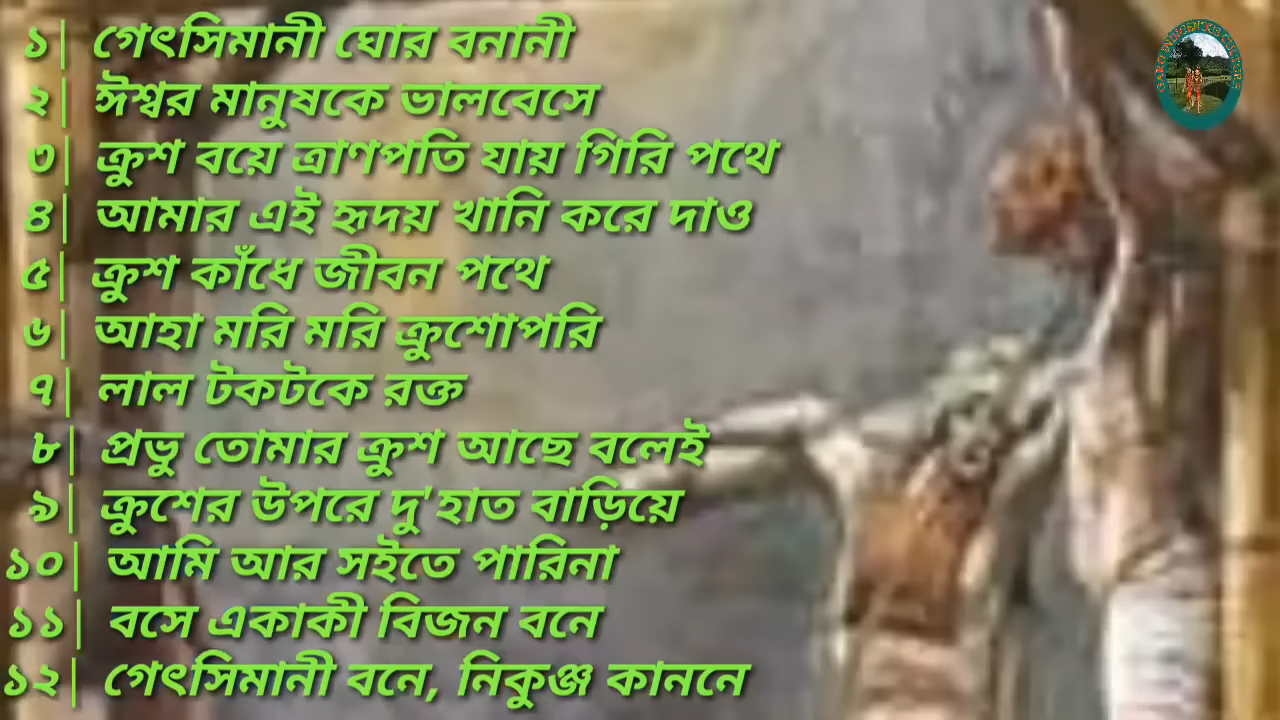 ১| গেৎসিমানী ঘোর বনানী
২| ঈশ্বর মানুষকে ভালবেসে
৩| ক্রুশ বয়ে ত্রাণপতি যায় গিরি পথে
৪| আমার এই হৃদয় খানি করে দাও
৫| ক্রুশ কাঁধে জীবন পথে
৬| আহা মরি মরি ক্রুশোপরি
৭| লাল টকটকে রক্ত
৮| প্রভু তোমার ক্রুশ আছে বলেই
৯| ক্রুশের উপরে দু'হাত বাড়িয়ে
১০| আমি আর সইতে পারিনা
১১| বসে একাকী বিজন বনে
১২| গেৎসিমানী বনে, নিকুঞ্জ কাননে